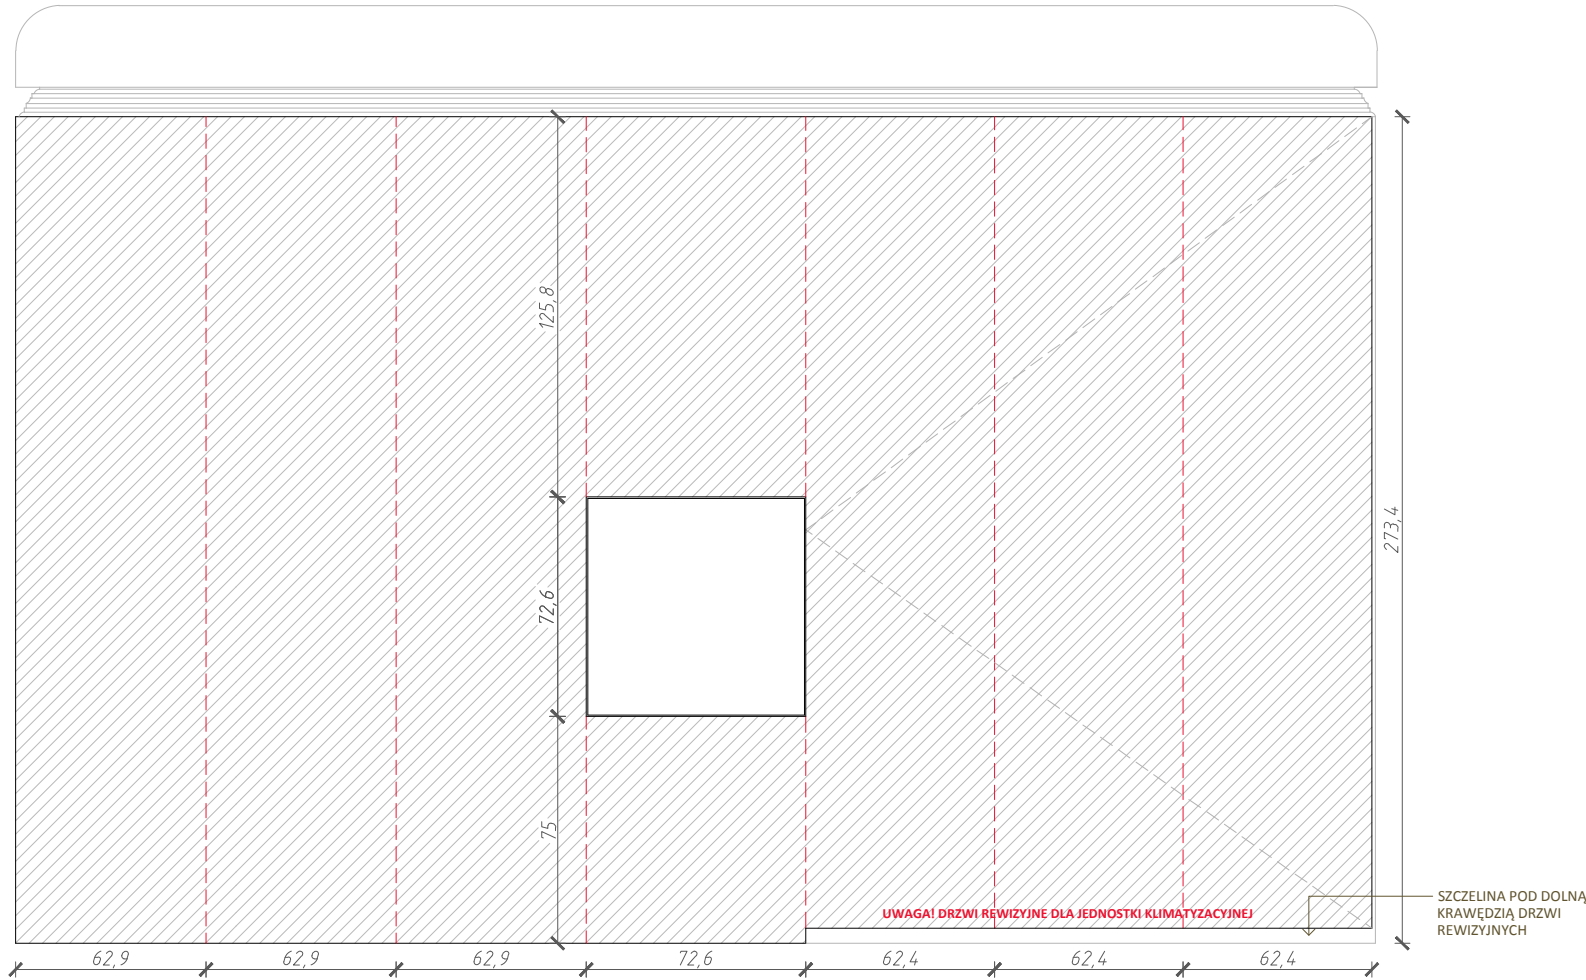 125,8
72,6
75
273,4
UWAGA! DRZWI REWIZYJNE DLA JEDNOSTKI KLIMATYZACYJNEJ
SZCZELINA POD DOLNĄ
KRAWĘDZIĄ DRZWI
REWIZYJNYCH
62,9
62,9
62,9
72,6
62,4
62,4
62,4